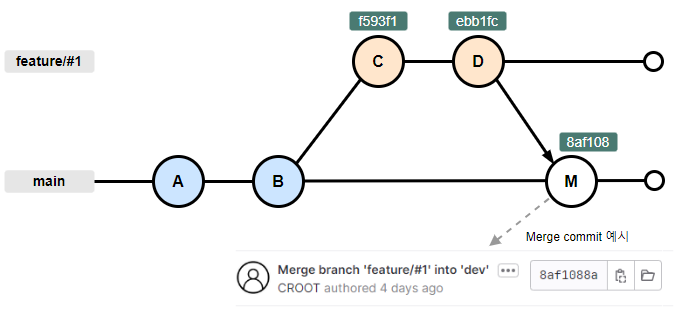 f593f1
ebb1fc
feature/#1
C
D
8af108
main
A
B
M
Merge commit 예시
Merge branch 'feature/#1' into 'dev'
8af1088a
CROOT authored 4 days ago